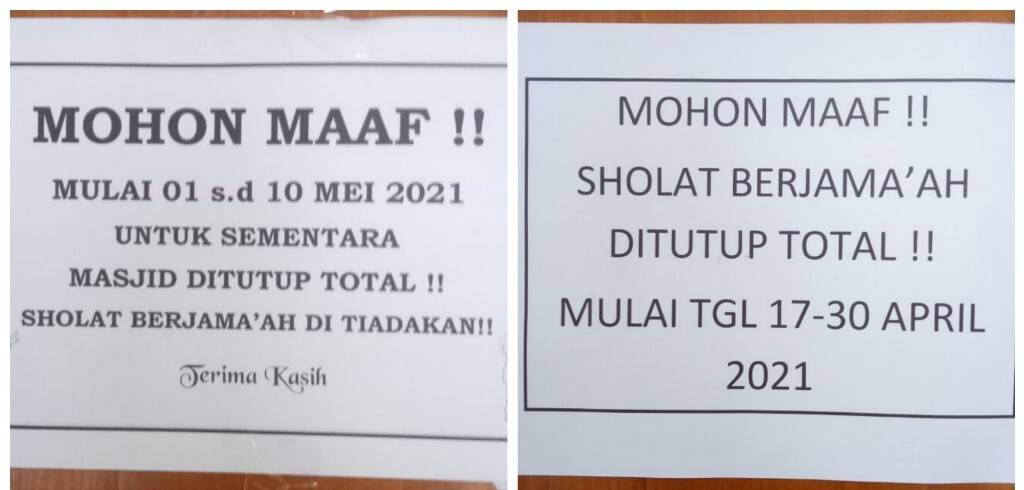 MOHON MAAF !!
MULAI 01 s.d 10 MEI 2021
UNTUK SEMENTARA
MASJID DITUTUP TOTAL !!
SHOLAT BERJAMA'AH DI TIADAKAN!!
Terima Kasih
MOHON MAAF !!
SHOLAT BERJAMA'AH
DITUTUP TOTAL !!
MULAI TGL 17-30 APRIL
2021